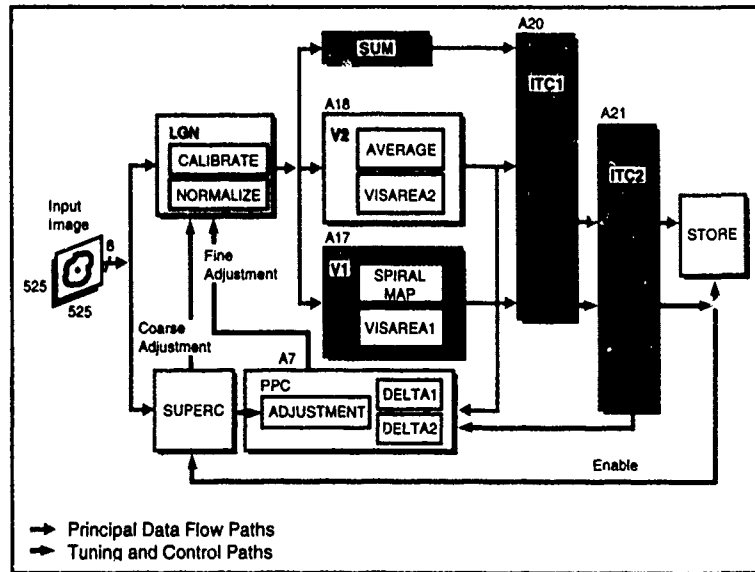 A20
SUM
ITC1
A18
A21
LGN
V2
CALIBRATE
AVERAGE
NORMALIZE
VISAREA2
ITC2
Input
Image
8
STORE
A17
Fine
Adjustment
V1
SPIRAL
MAP
525
525
VISAREA1
Coarse
Adjustment
A7
PPC
DELTA1
SUPERC
ADJUSTMENT
DELTA2
Enable
Principal Data Flow Paths
Tuning and Control Paths